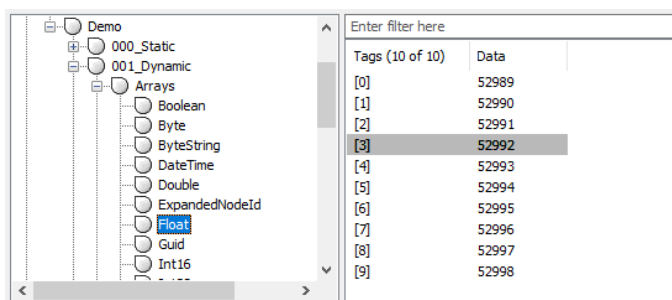 Demo
000_Static
001_Dynamic
Arrays
Boolean
Byte
ByteString
DateTime
Double
ExpandedNodeId
Float
Guid
Int16
Enter filter here
Tags (10 of 10) Data
[0] 52989
[1] 52990
[2] 52991
[3] 52992
[4] 52993
[5] 52994
[6] 52995
[7] 52996
[8] 52997
[9] 52998